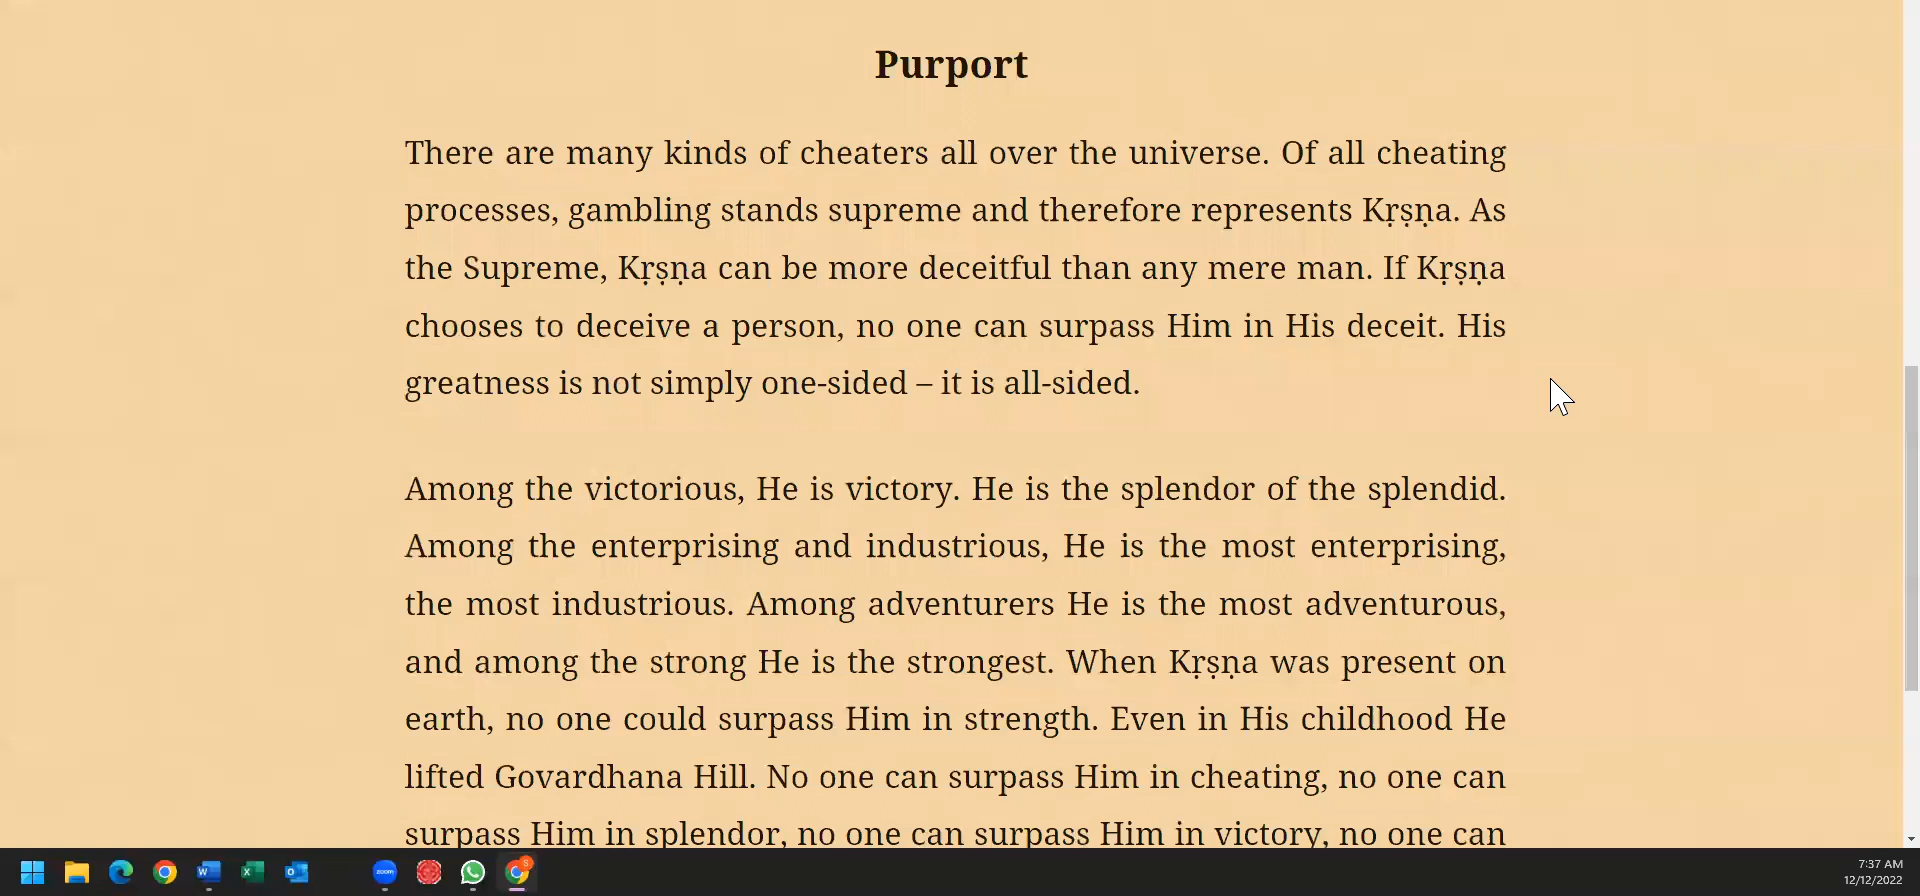 Purport
There are many kinds of cheaters all over the universe. Of all cheating
processes, gambling stands supreme and therefore represents Kṛṣṇa. As
the Supreme, Kṛṣṇa can be more deceitful than any mere man. If Kṛṣṇa
chooses to deceive a person, no one can surpass Him in His deceit. His
greatness is not simply one-sided – it is all-sided.
Among the victorious, He is victory. He is the splendor of the splendid.
Among the enterprising and industrious, He is the most enterprising,
the most industrious. Among adventurers He is the most adventurous,
and among the strong He is the strongest. When Kṛṣṇa was present on
earth, no one could surpass Him in strength. Even in His childhood He
lifted Govardhana Hill. No one can surpass Him in cheating, no one can
surpass Him in splendor, no one can surpass Him in victory, no one can
zoom
S
7:37 AM
12/12/2022